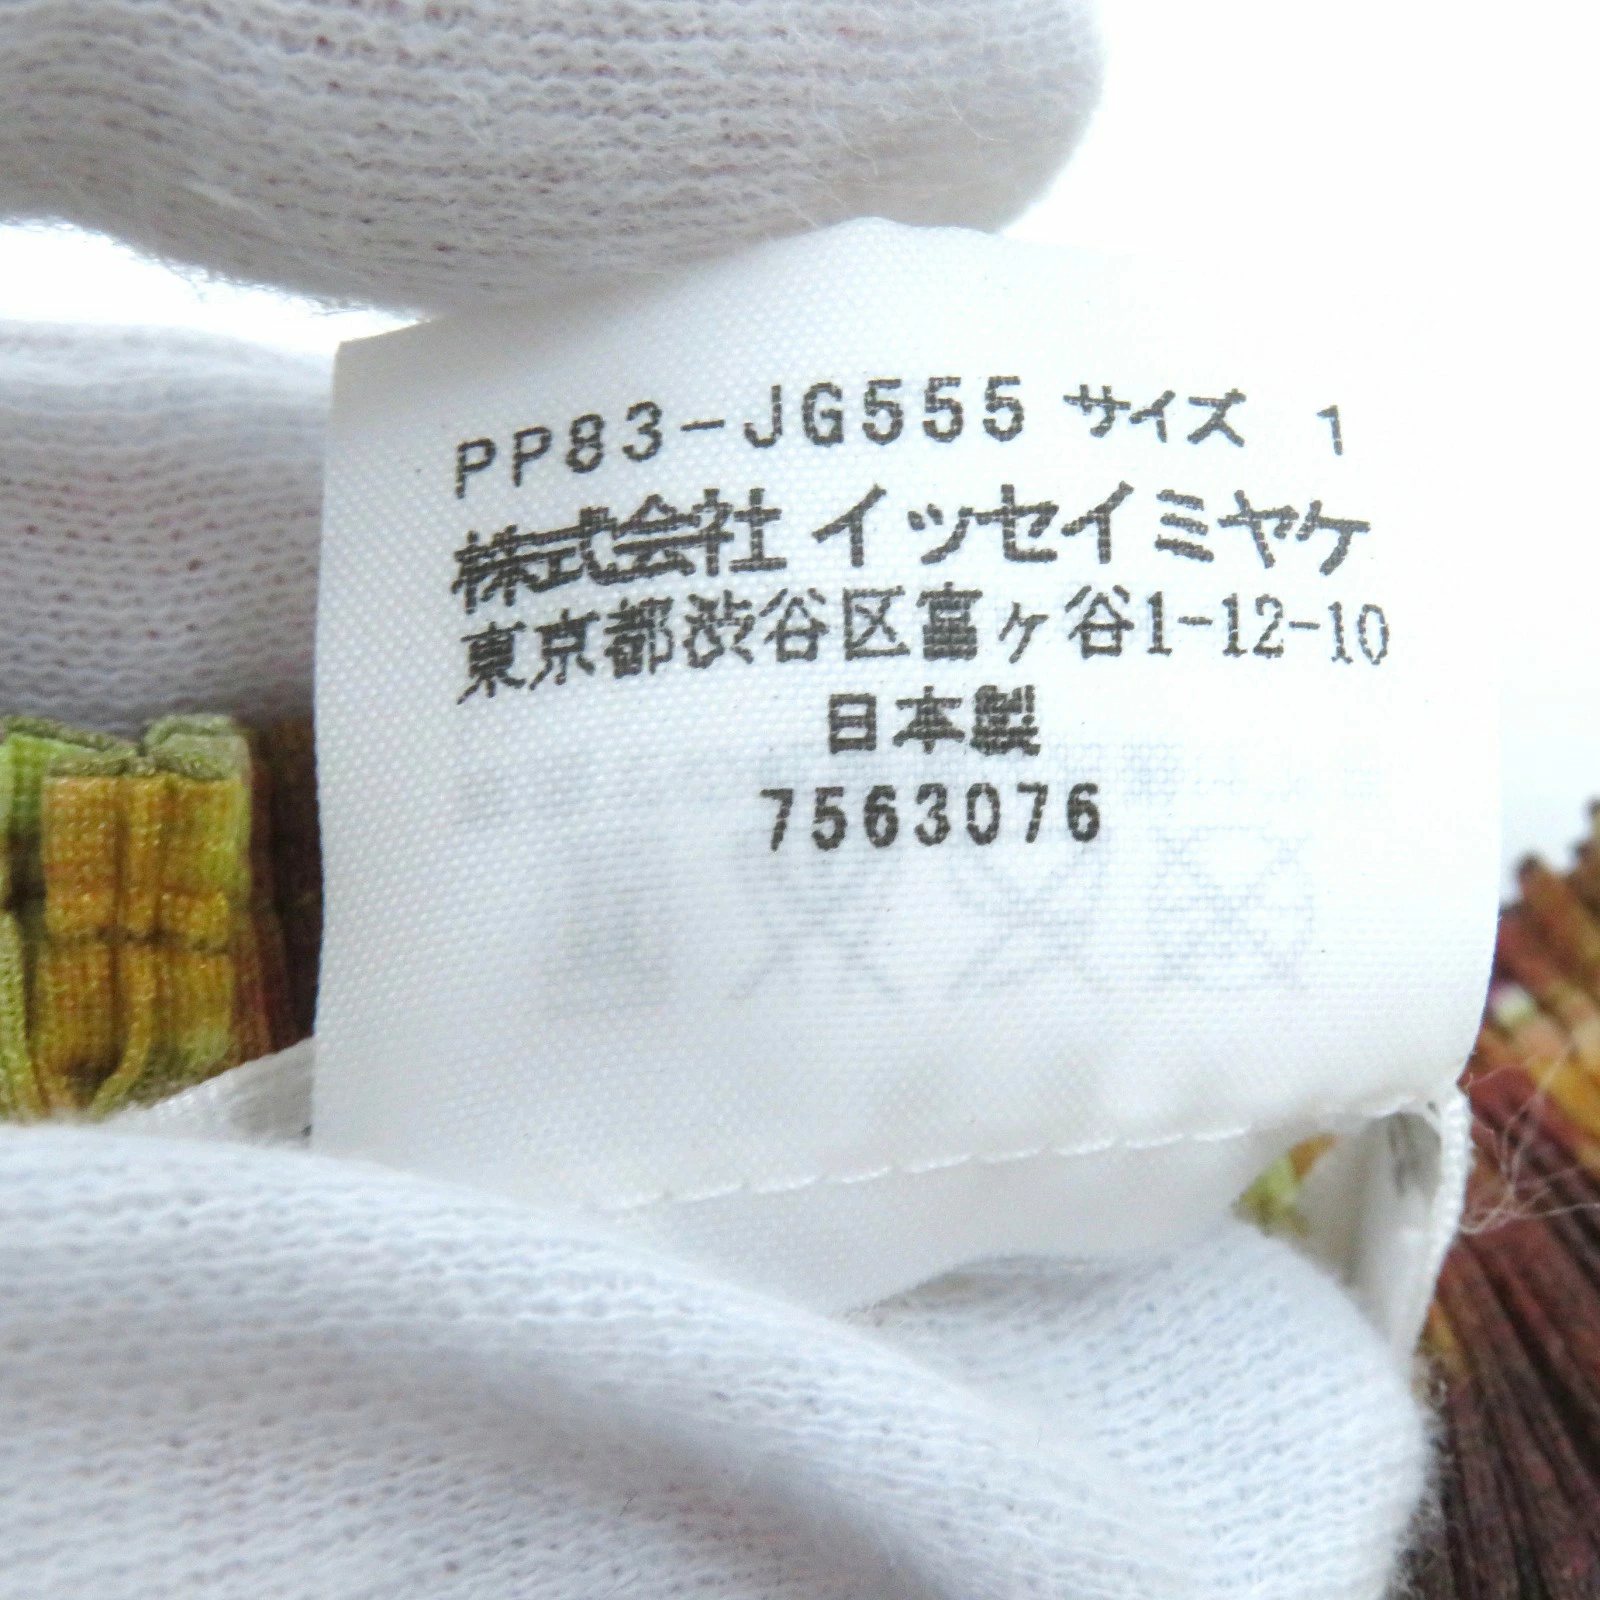 PP83-JG555 サイズ 1
株式会社 イッセイミヤケ
東京都渋谷区富ヶ谷1-12-10
日本製
7563076